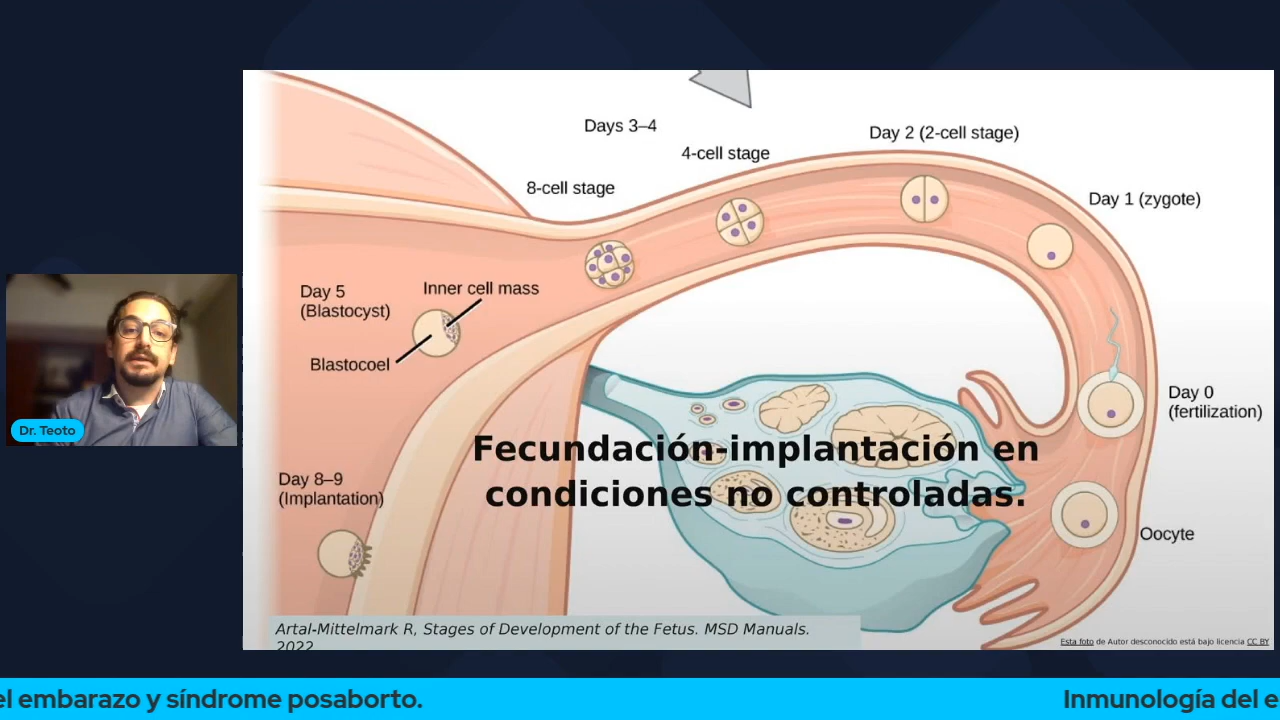 Days 3–4
Day 2 (2-cell stage)
4-cell stage
8-cell stage
Day 1 (zygote)
Day 5
(Blastocyst)
Inner cell mass
Blastocoel
Day 0
(fertilization)
Dr. Teoto
Fecundación-implantación en
condiciones no controladas.
Day 8–9
(Implantation)
Oocyte
Artal-Mittelmark R, Stages of Development of the Fetus. MSD Manuals.
2022
Esta foto de Autor desconocido está bajo licencia CC BY
el embarazo y síndrome posaborto.
Inmunología del e